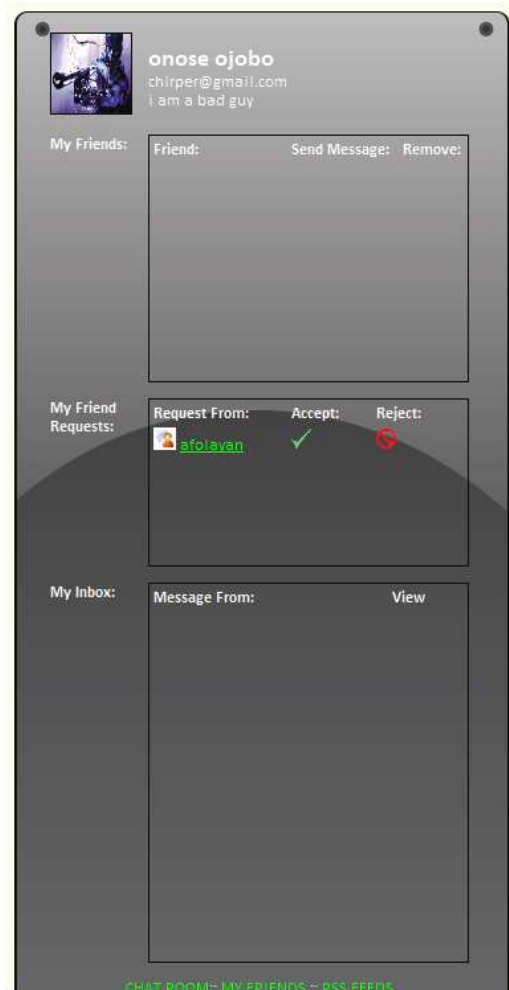 onose ojobo
chirper@gmail.com
i am a bad guy
My Friends:
Friend: Send Message: Remove:
My Friend
Requests:
Request From: Accept: Reject:
afolayan
My Inbox:
Message From: View
CHAT ROOM:: MY FRIENDS :: RSS FEEDS